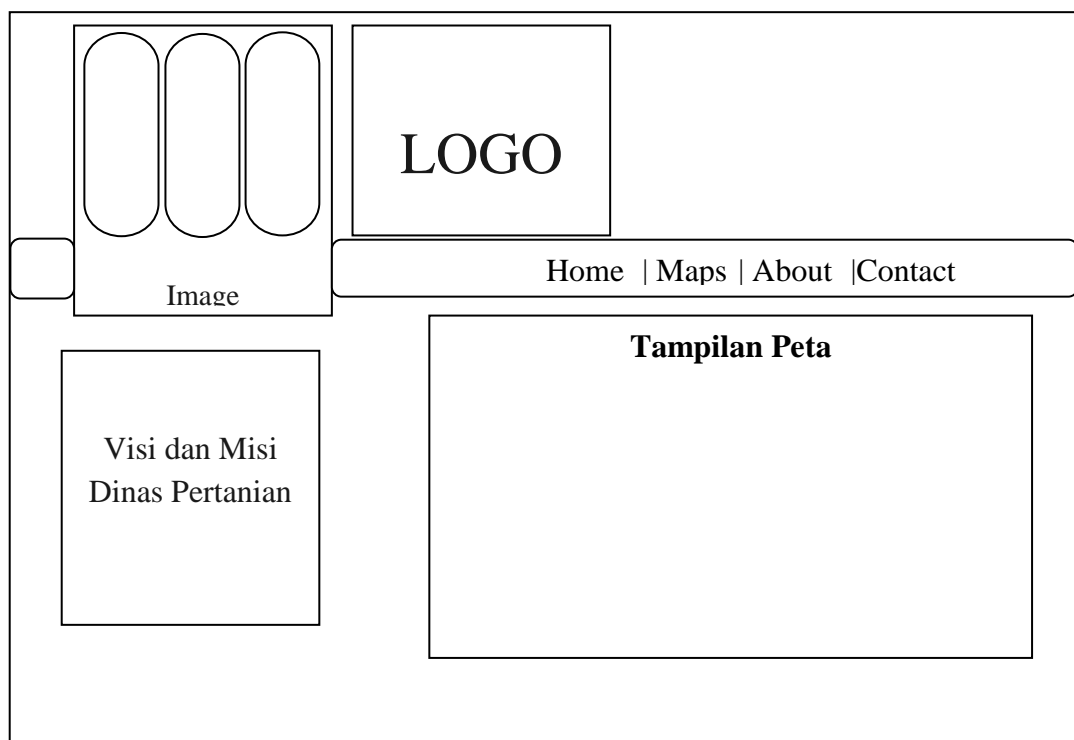 LOGO
Home | Maps | About |Contact
Image
Tampilan Peta
Visi dan Misi
Dinas Pertanian